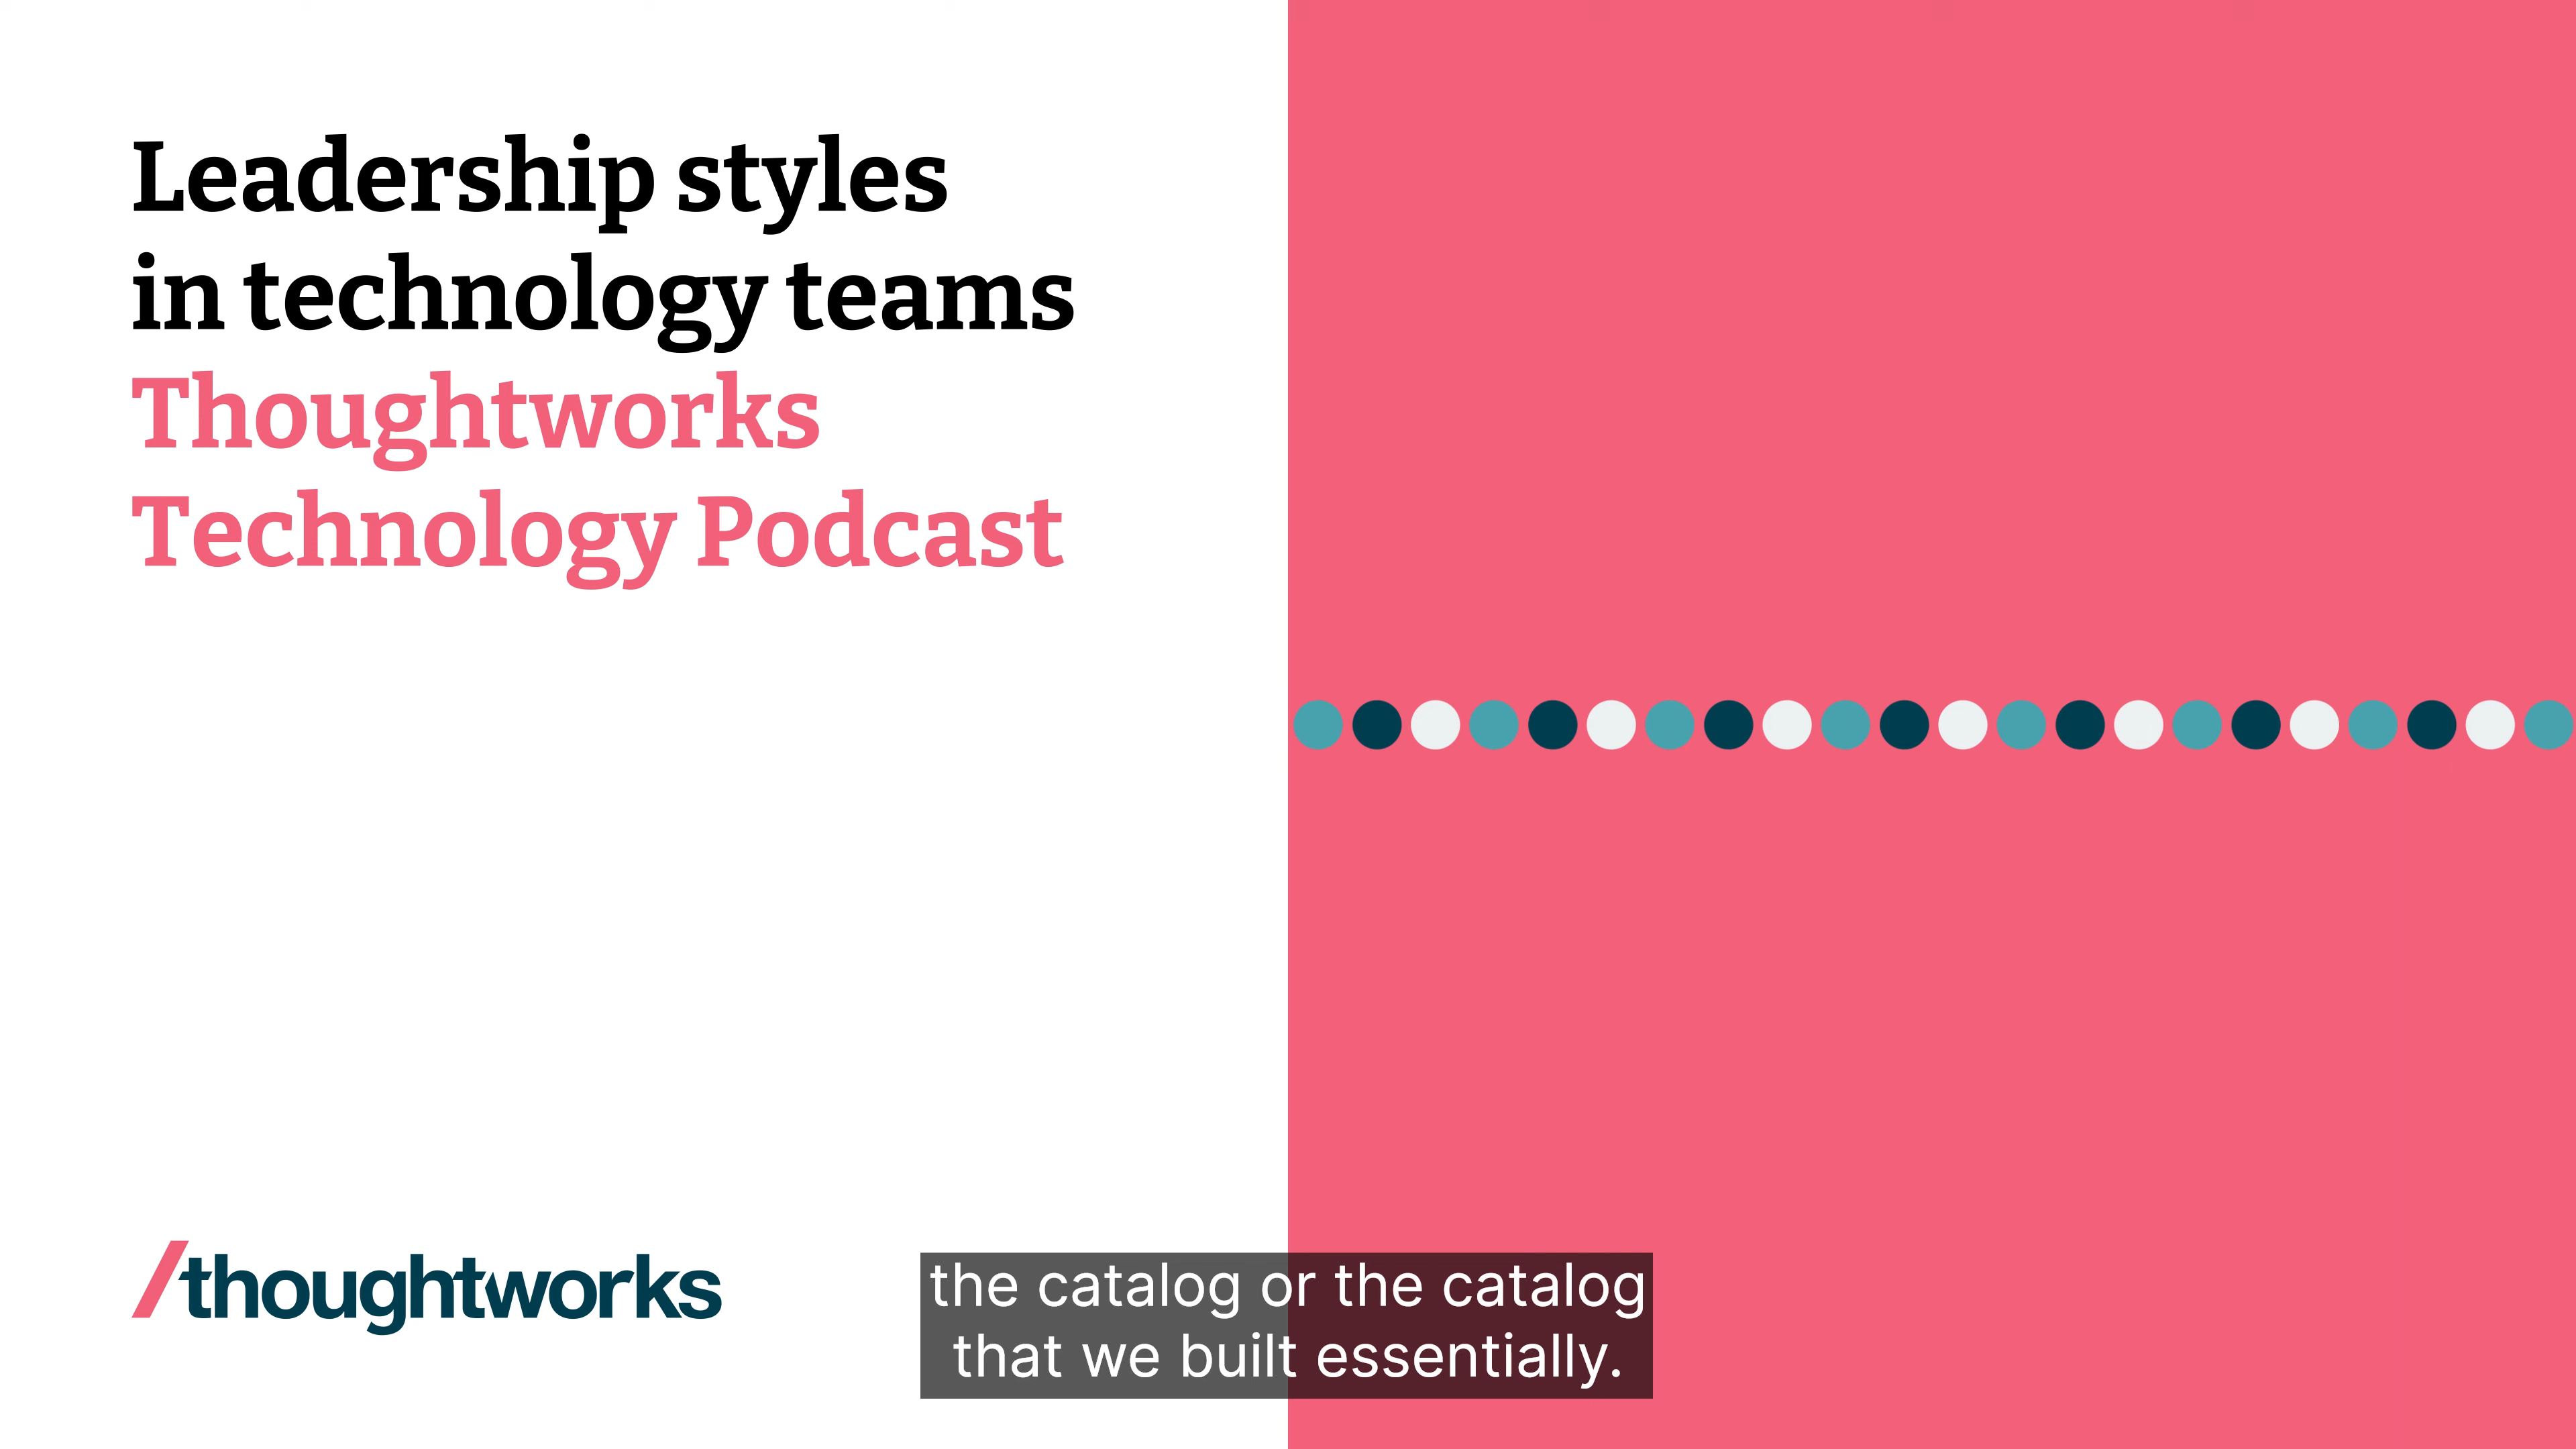 Leadership styles
in technology teams
Thoughtworks
Technology Podcast
/thoughtworks
the catalog or the catalog
that we built essentially.